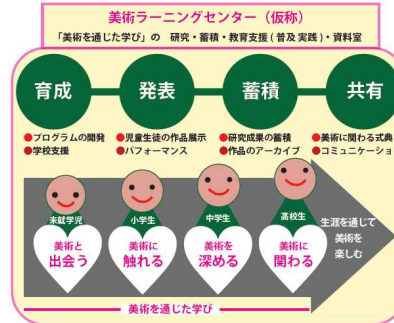 美術ラーニングセンター（仮称）
「美術を通じた学び」の 研究・蓄積・教育支援(普及実践)・資料室
育成 発表 蓄積 共有
●プログラムの開発 ●児童生徒の作品展示 ●研究成果の蓄積 ●美術に関わる式典
●学校支援 ●パフォーマンス ●作品のアーカイブ ●コミュニケーショ
未就学児 小学生 中学生 高校生
美術と出会う
美術に触れる
美術を深める
美術に関わる
生涯を通じて
美術を
楽しむ
美術を通じた学び